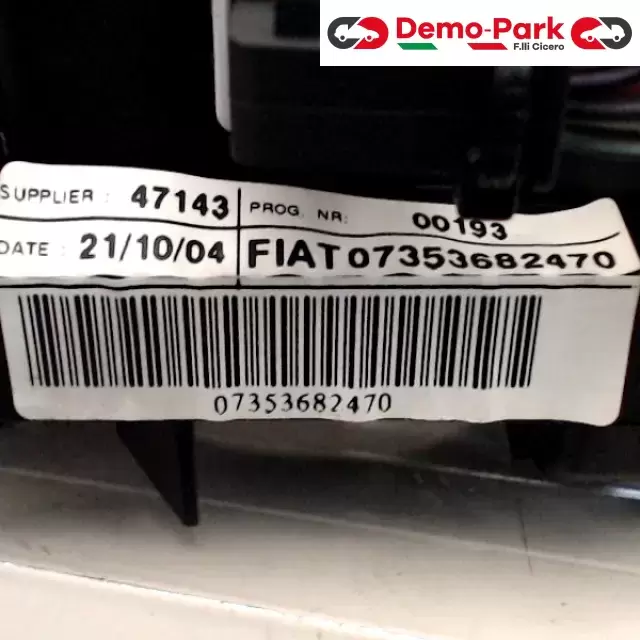 Demo-Park
F.lli Cicero
SUPPLIER : 47143 PROG. NR: 00193
DATE : 21/10/04 FIAT 07353682470
07353682470